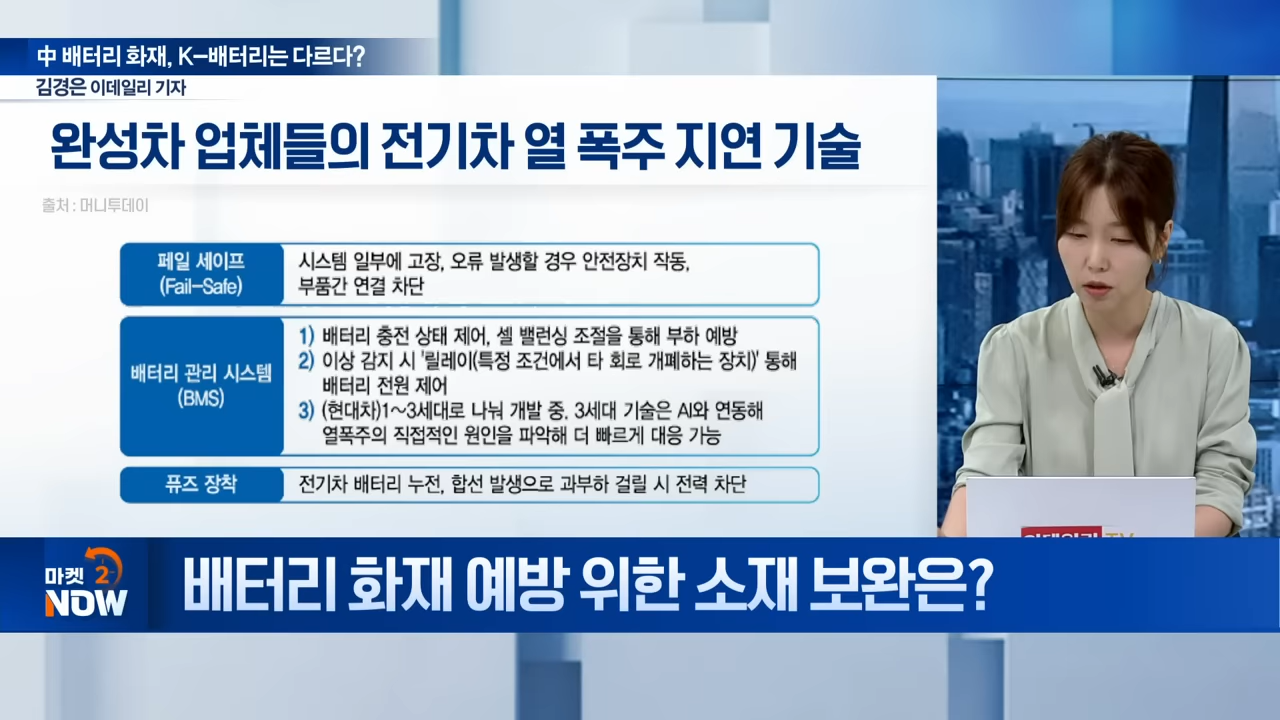 中 배터리 화재, K-배터리는 다르다?
김경은 이데일리 기자
완성차 업체들의 전기차 열 폭주 지연 기술
출처 : 머니투데이
페일 세이프
(Fail-Safe)
시스템 일부에 고장, 오류 발생할 경우 안전장치 작동,
부품간 연결 차단
배터리 관리 시스템
(BMS)
1) 배터리 충전 상태 제어, 셀 밸런싱 조절을 통해 부하 예방
2) 이상 감지 시 '릴레이(특정 조건에서 타 회로 개폐하는 장치)' 통해
배터리 전원 제어
3) (현대차)1~3세대로 나눠 개발 중. 3세대 기술은 AI와 연동해
열폭주의 직접적인 원인을 파악해 더 빠르게 대응 가능
퓨즈 장착
전기차 배터리 누전, 합선 발생으로 과부하 걸릴 시 전력 차단
마켓 2
NOW
배터리 화재 예방 위한 소재 보완은?